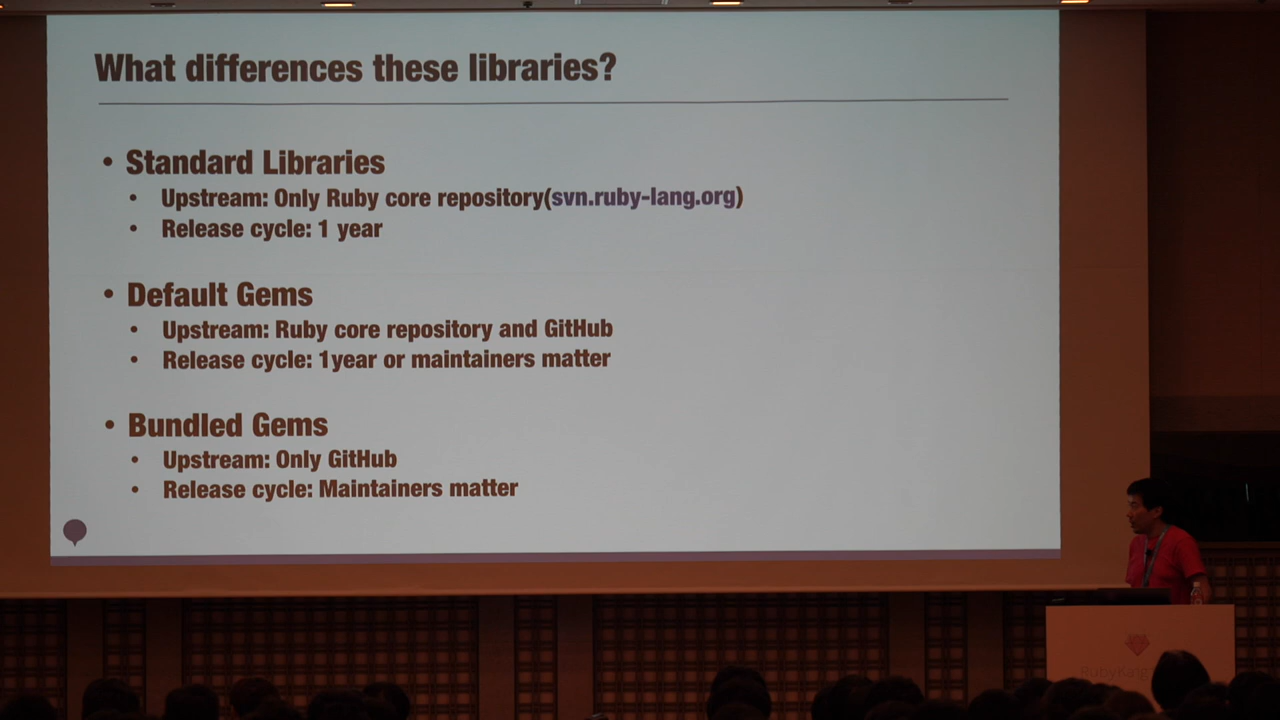 What differences these libraries?
• Standard Libraries
• Upstream: Only Ruby core repository(svn.ruby-lang.org)
• Release cycle: 1 year
• Default Gems
• Upstream: Ruby core repository and GitHub
• Release cycle: 1year or maintainers matter
• Bundled Gems
• Upstream: Only GitHub
• Release cycle: Maintainers matter